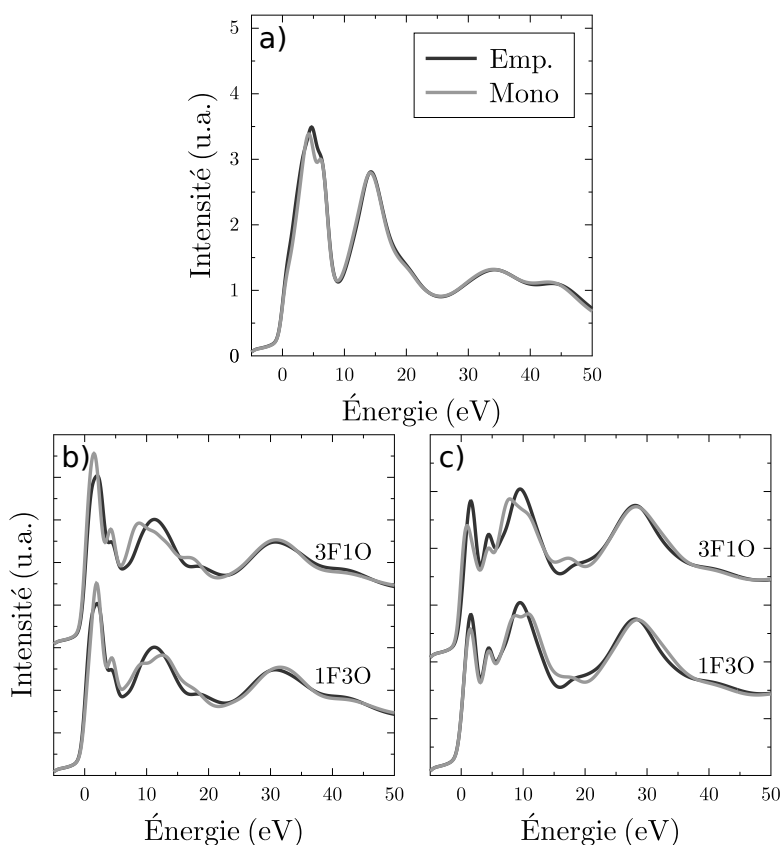 a)
Emp.
Mono
Intensité (u.a.)
5
4
3
2
1
0
0 10 20 30 40 50
Énergie (eV)
b)
3F1O
1F3O
Intensité (u.a.)
0 10 20 30 40 50
Énergie (eV)
c)
3F1O
1F3O
0 10 20 30 40 50
Énergie (eV)